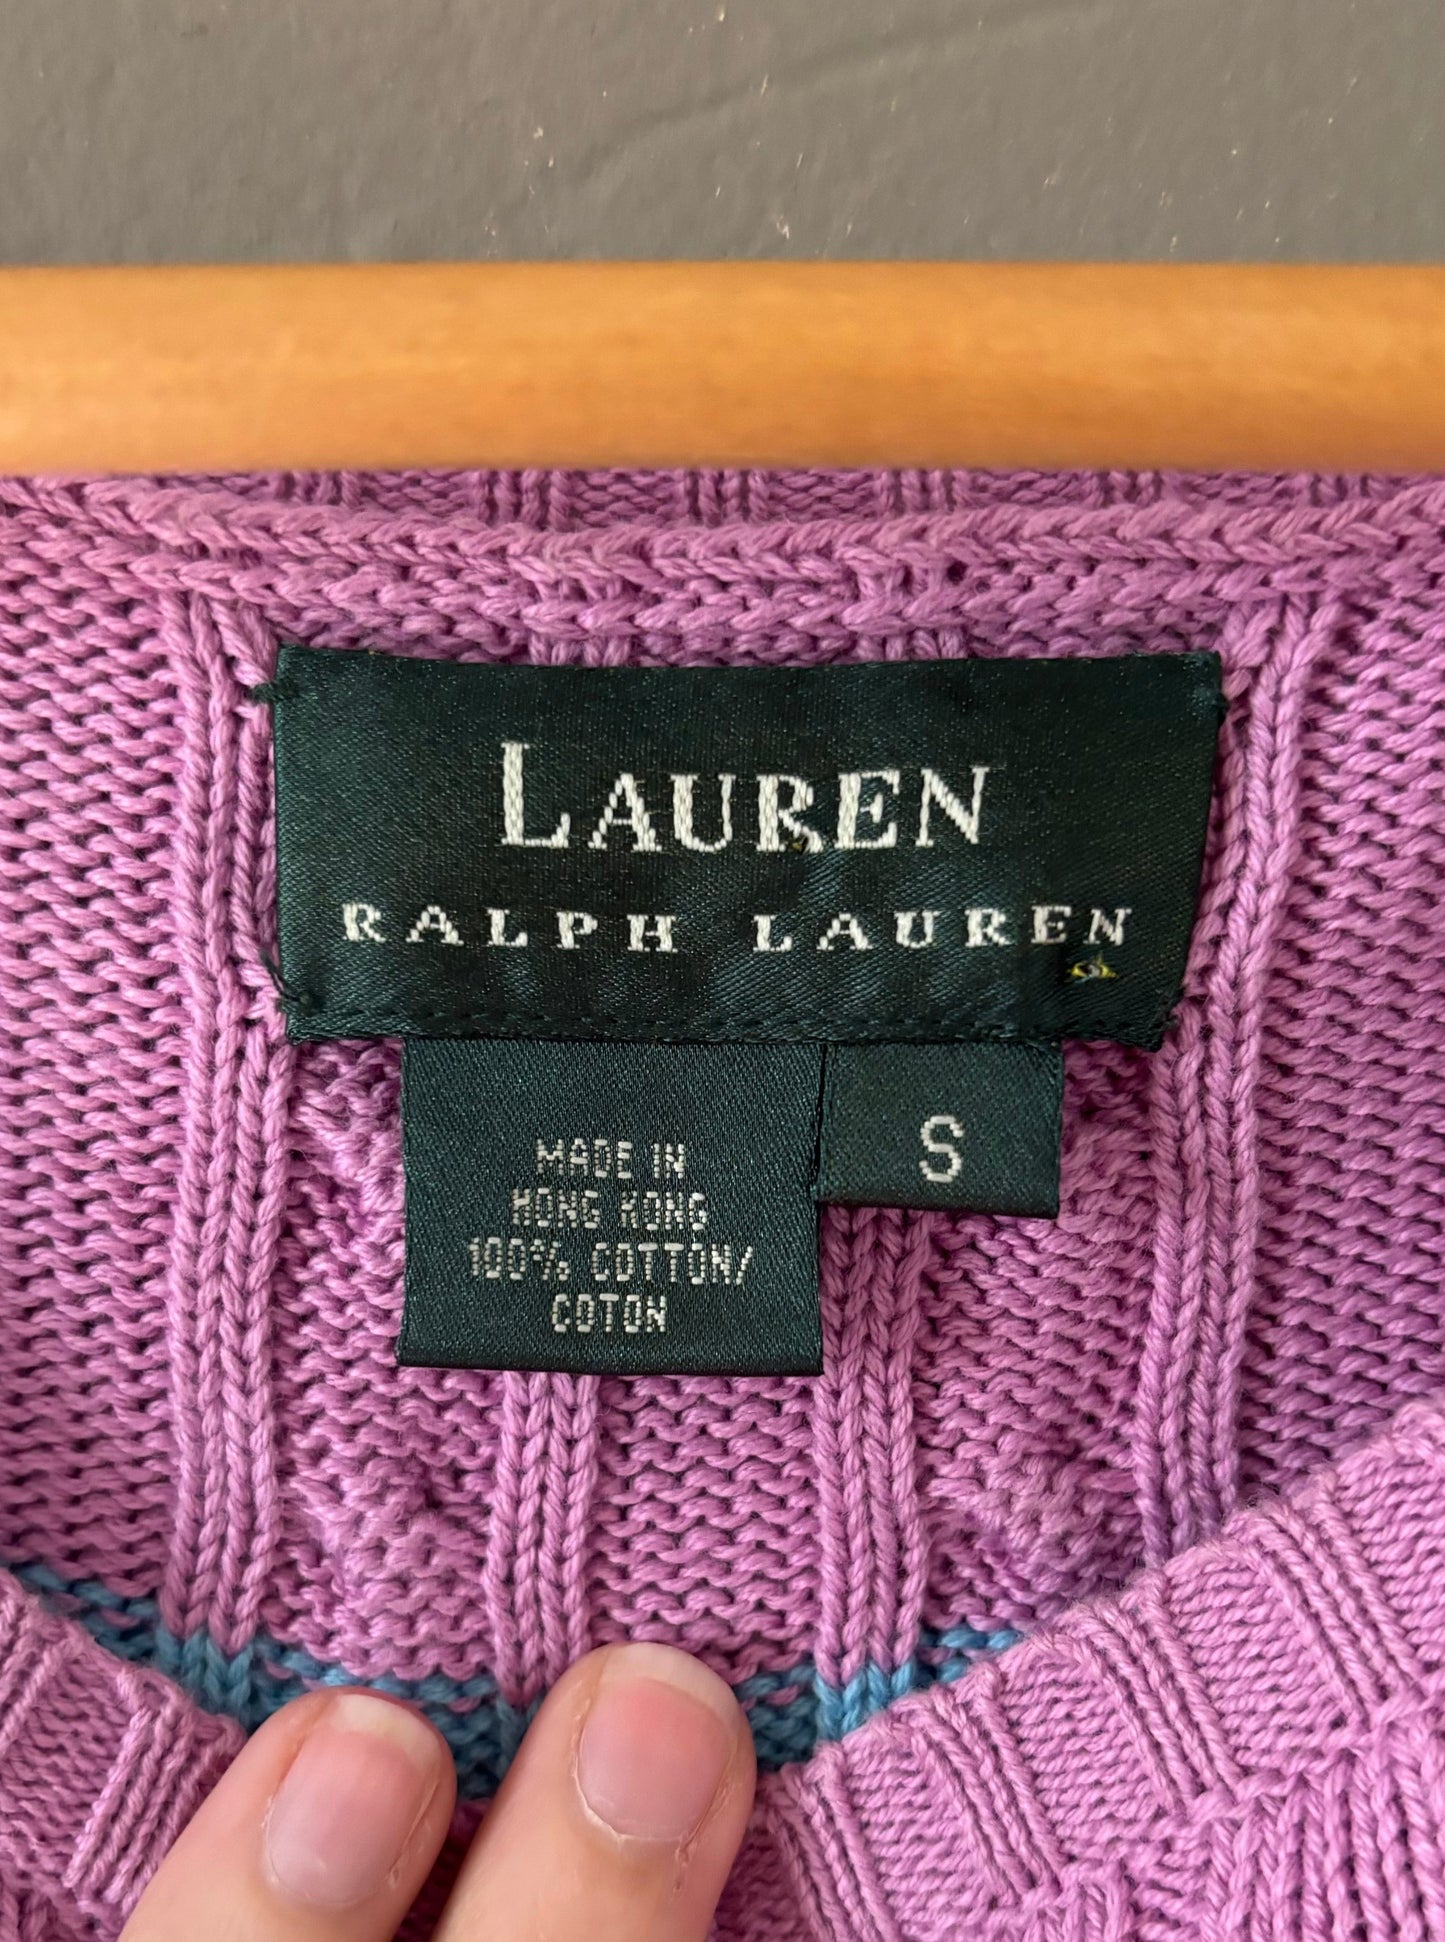 LAUREN
RALPH LAUREN
S
MADE IN
HONG KONG
100% COTTON/
COTON